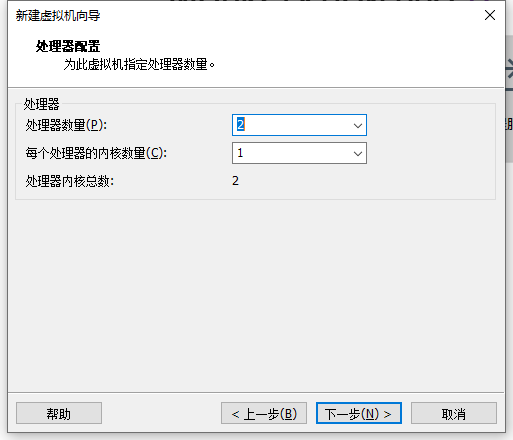 新建虚拟机向导
处理器配置
为此虚拟机指定处理器数量。
处理器
处理器数量(P):
2
每个处理器的内核数量(C):
1
处理器内核总数:
2
帮助
< 上一步(B)
下一步(N) >
取消